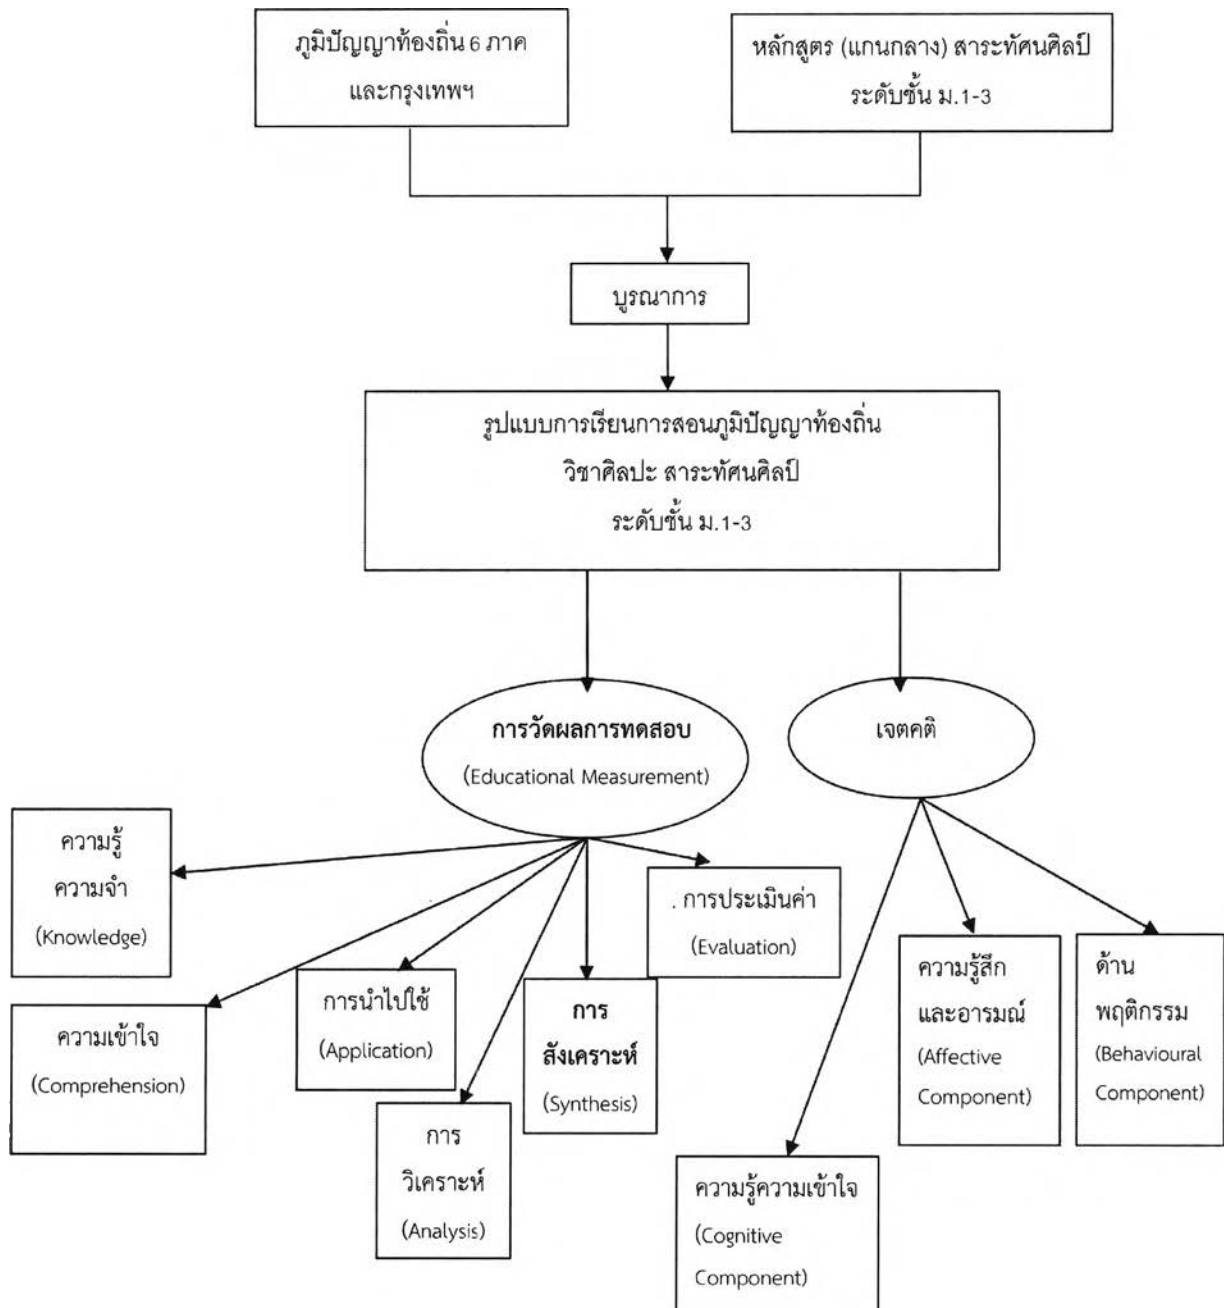 ภูมิปัญญาท้องถิ่น 6 ภาค
และกรุงเทพฯ
หลักสูตร (แกนกลาง) สาระทัศนศิลป์
ระดับชั้น ม.1-3
บูรณาการ
รูปแบบการเรียนการสอนภูมิปัญญาท้องถิ่น
วิชาศิลปะ สาระทัศนศิลป์
ระดับชั้น ม.1-3
การวัดผลการทดสอบ
(Educational Measurement)
เจตคติ
ความรู้
ความจำ
(Knowledge)
ความเข้าใจ
(Comprehension)
การนำไปใช้
(Application)
การ
วิเคราะห์
(Analysis)
การ
สังเคราะห์
(Synthesis)
. การประเมินค่า
(Evaluation)
ความรู้ความเข้าใจ
(Cognitive
Component)
ความรู้สึก
และอารมณ์
(Affective
Component)
ด้าน
พฤติกรรม
(Behavioural
Component)